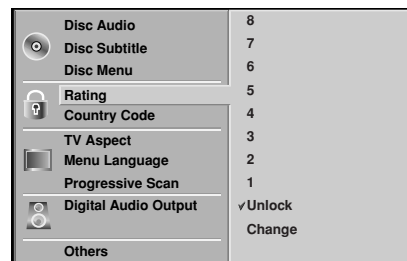 Disc Audio
Disc Subtitle
Disc Menu
Rating
Country Code
TV Aspect
Menu Language
Progressive Scan
Digital Audio Output
Others
8
7
6
5
4
3
2
1
✓Unlock
Change